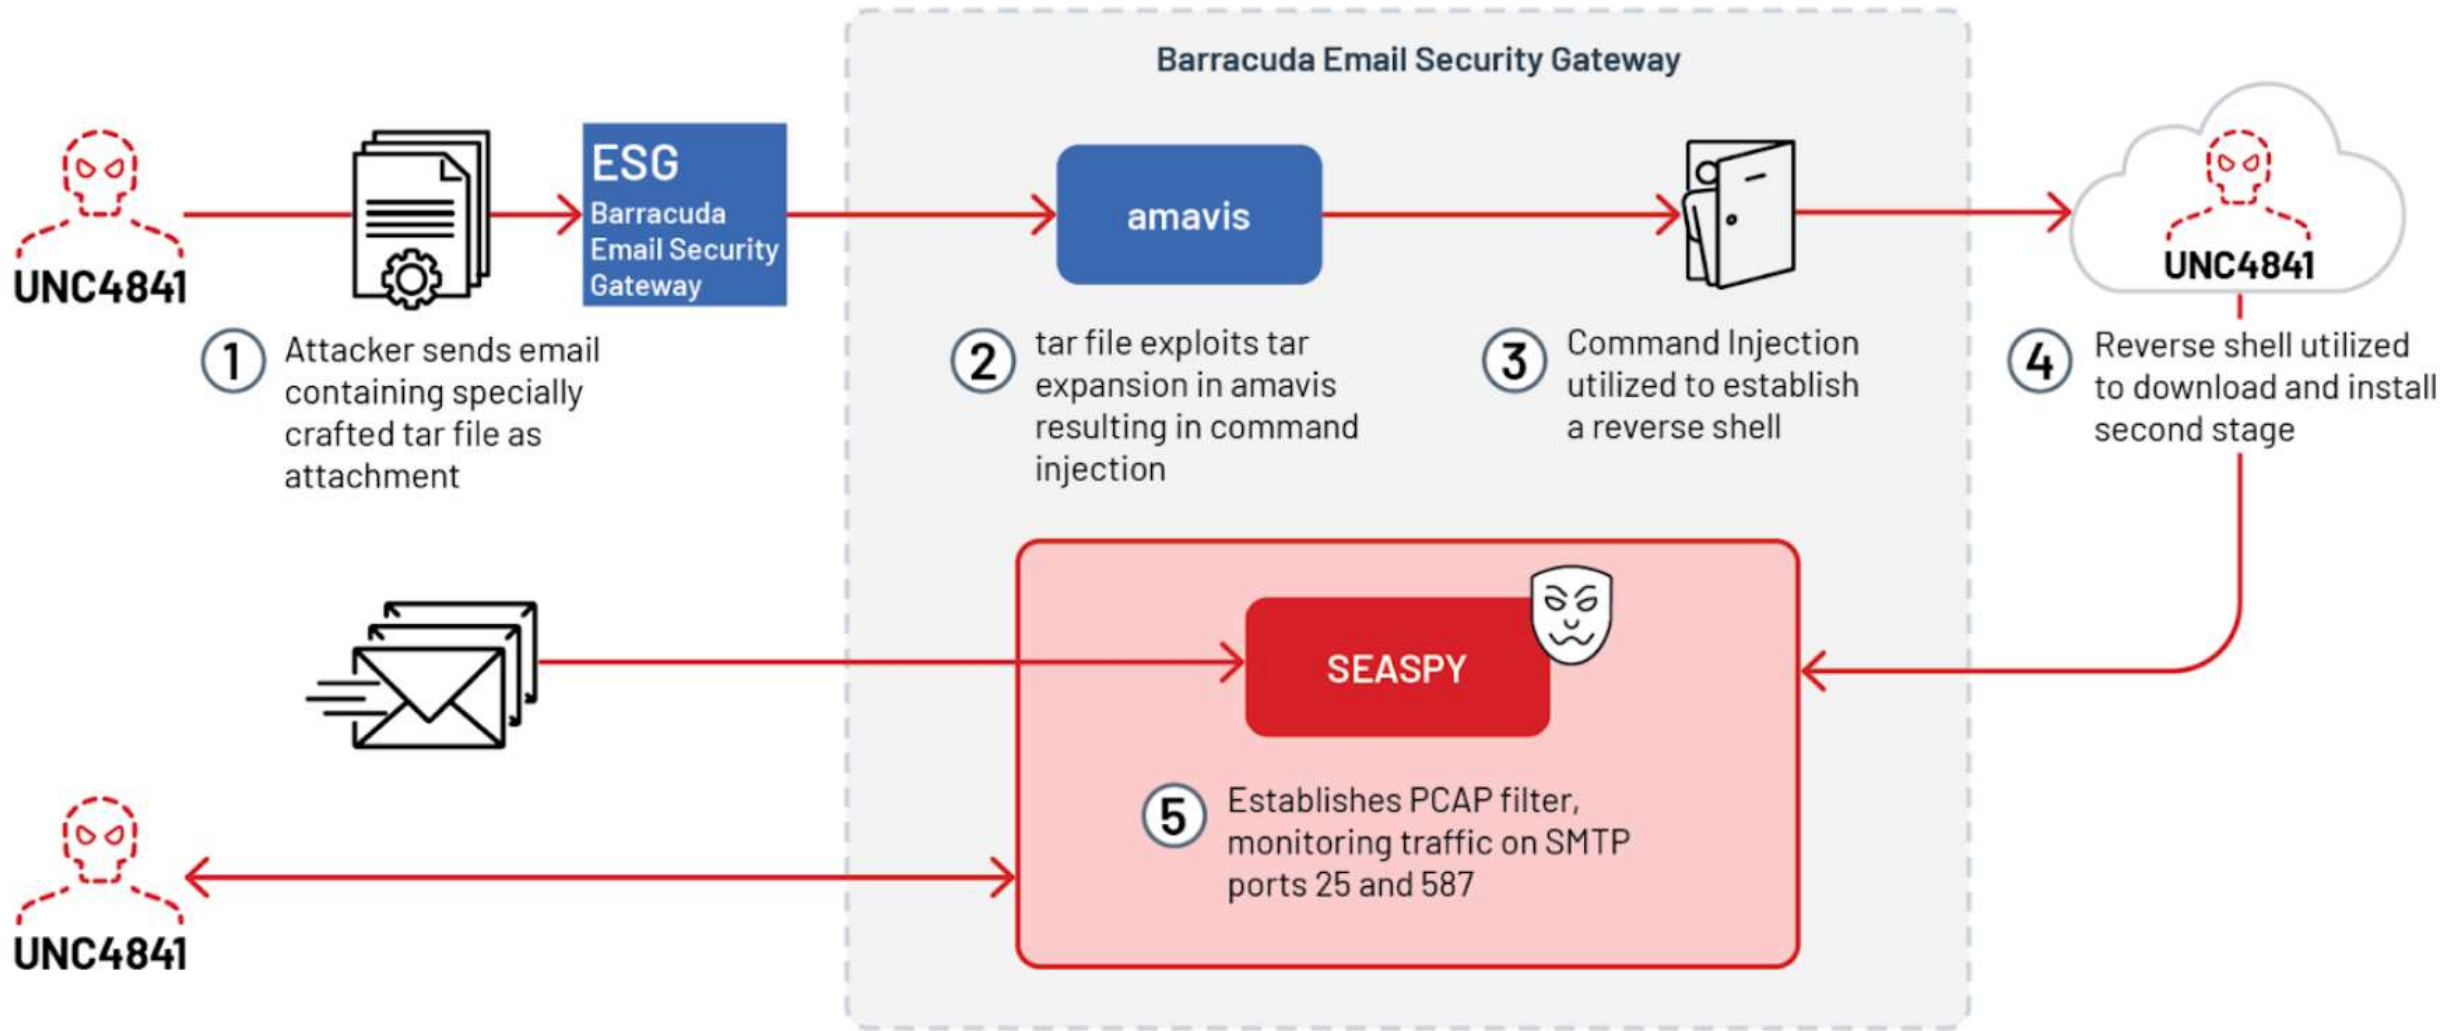 Barracuda Email Security Gateway
UNC4841
ESG
Barracuda
Email Security
Gateway
amavis
UNC4841
1
Attacker sends email
containing specially
crafted tar file as
attachment
2
tar file exploits tar
expansion in amavis
resulting in command
injection
3
Command Injection
utilized to establish
a reverse shell
4
Reverse shell utilized
to download and install
second stage
SEASPY
5
Establishes PCAP filter,
monitoring traffic on SMTP
ports 25 and 587
UNC4841